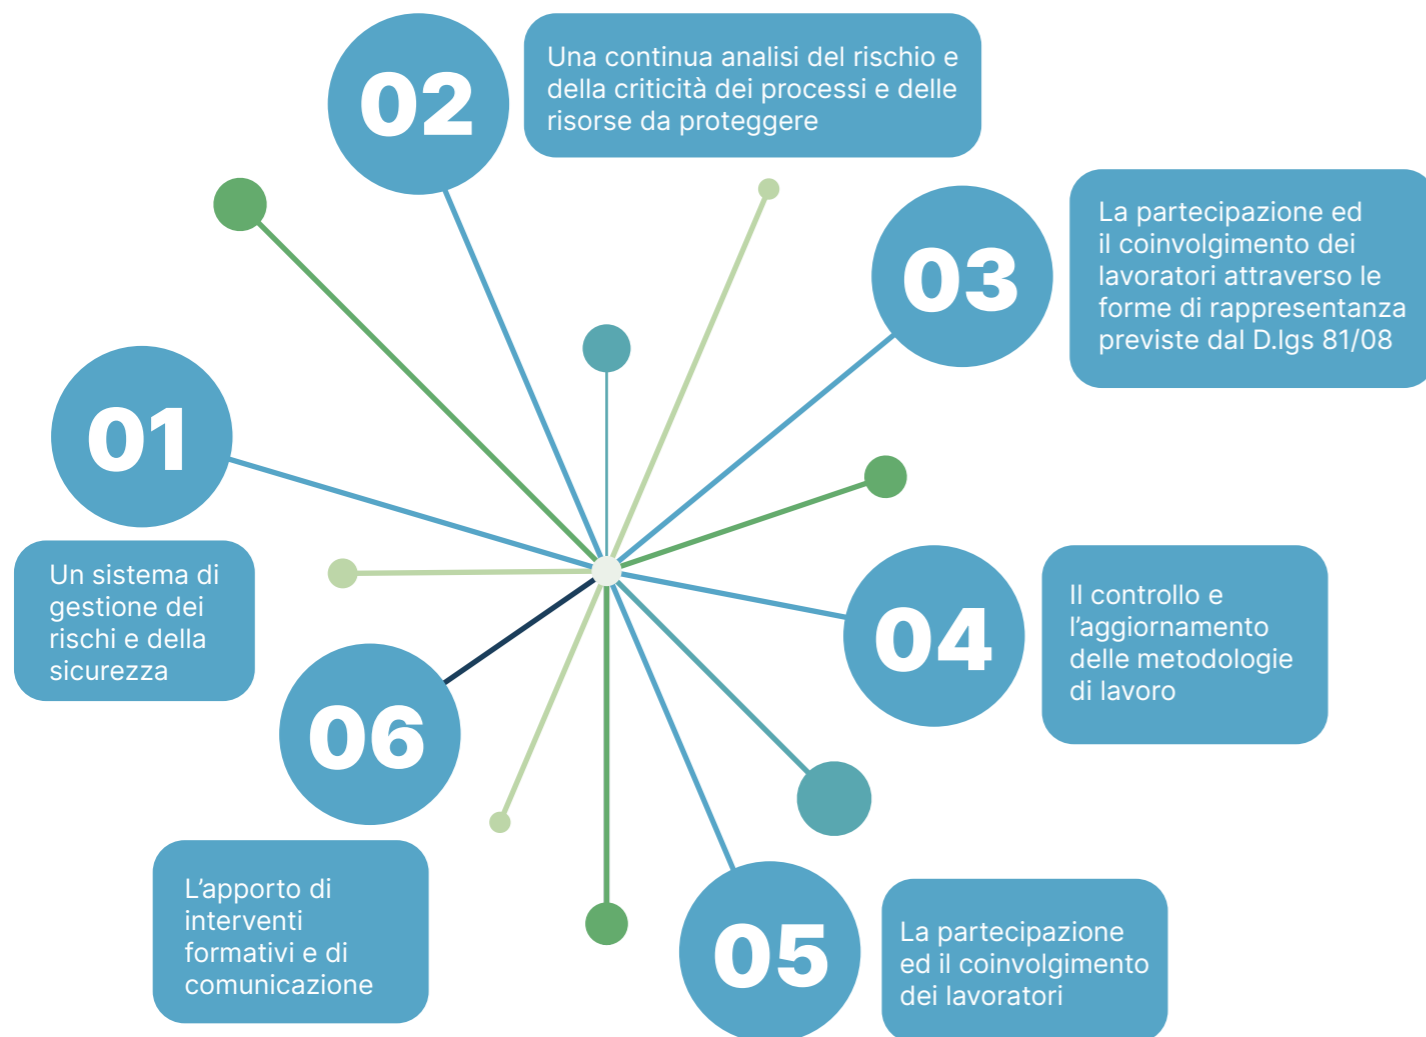 01
Un sistema di
gestione dei
rischi e della
sicurezza
02
Una continua analisi del rischio e
della criticità dei processi e delle
risorse da proteggere
03
La partecipazione ed
il coinvolgimento dei
lavoratori attraverso le
forme di rappresentanza
previste dal D.lgs 81/08
04
Il controllo e
l’aggiornamento
delle metodologie
di lavoro
05
La partecipazione
ed il coinvolgimento
dei lavoratori
06
L’apporto di
interventi
formativi e di
comunicazione